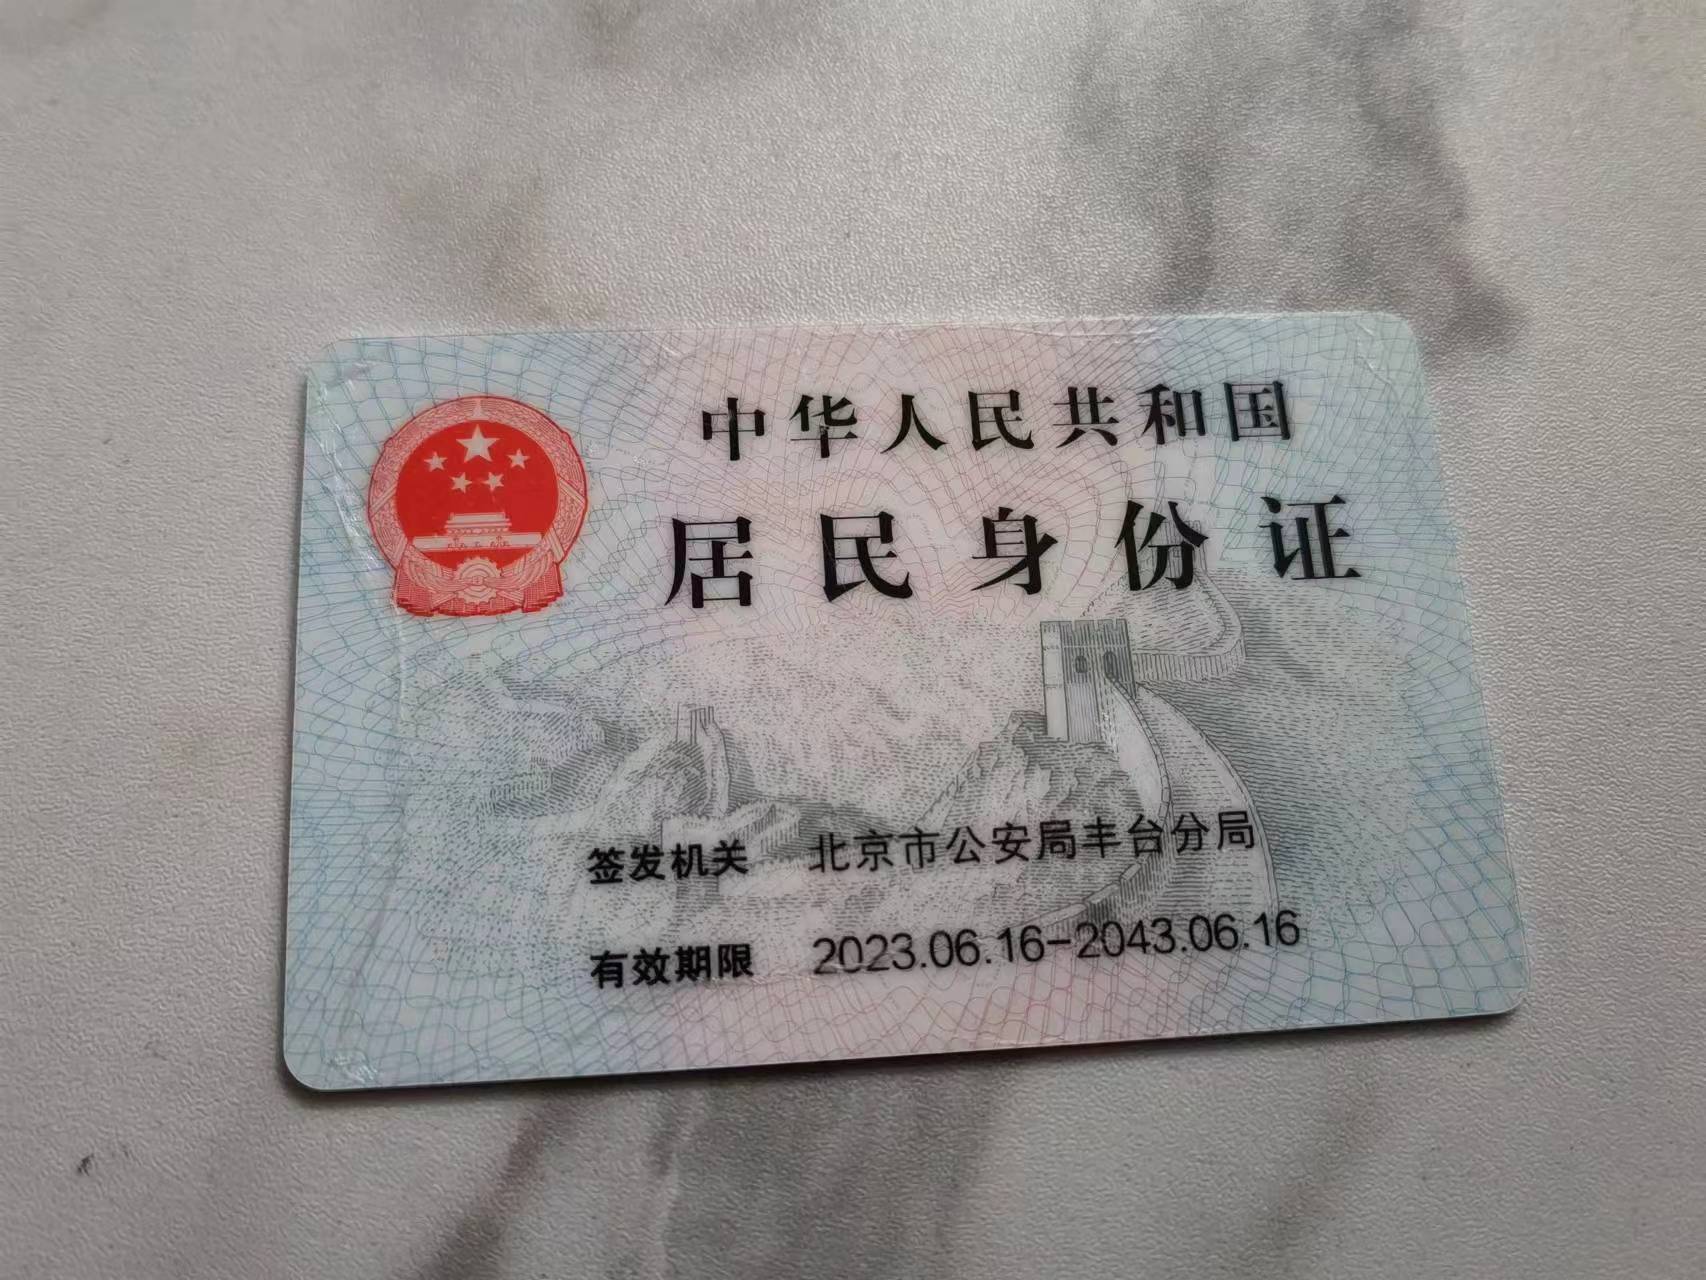 中华人民共和国
居民身份证
签发机关 北京市公安局丰台分局
有效期限 2023.06.16-2043.06.16